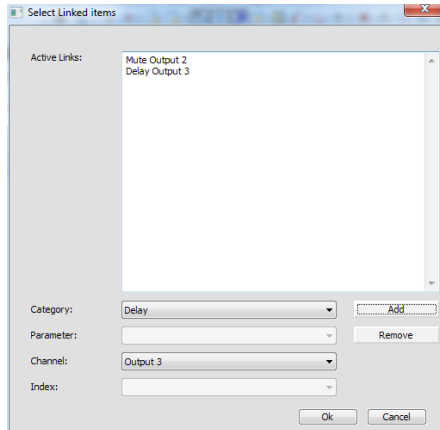 Select Linked items
Active Links:
Mute Output 2
Delay Output 3
Category:
Delay
Add
Parameter:
Remove
Channel:
Output 3
Index:
Ok
Cancel